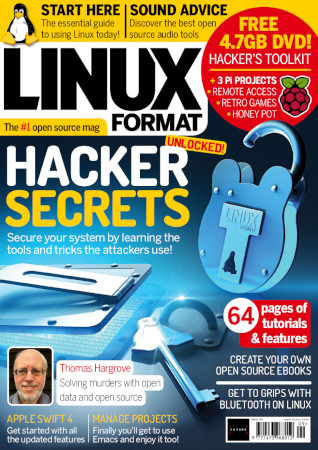 START HERE
The essential guide
to using Linux today!
SOUND ADVICE
Discover the best open
source audio tools
FREE
4.7GB DVD!
HACKER'S TOOLKIT
+ 3 Pi PROJECTS
• REMOTE ACCESS
• RETRO GAMES
• HONEY POT
LINUX
FORMAT
The #1 open source mag
UNLOCKED!
HACKER
SECRETS
Secure your system by learning the
tools and tricks the attackers use!
LINUX
64 pages of
tutorials
& features
CREATE YOUR OWN
OPEN SOURCE EBOOKS
GET TO GRIPS WITH
BLUETOOTH ON LINUX
Thomas Hargrove
Solving murders with open
data and open source
APPLE SWIFT 4
Get started with all
the updated features
MANAGE PROJECTS
Finally you'll get to use
Emacs and enjoy it too!
FUTURE